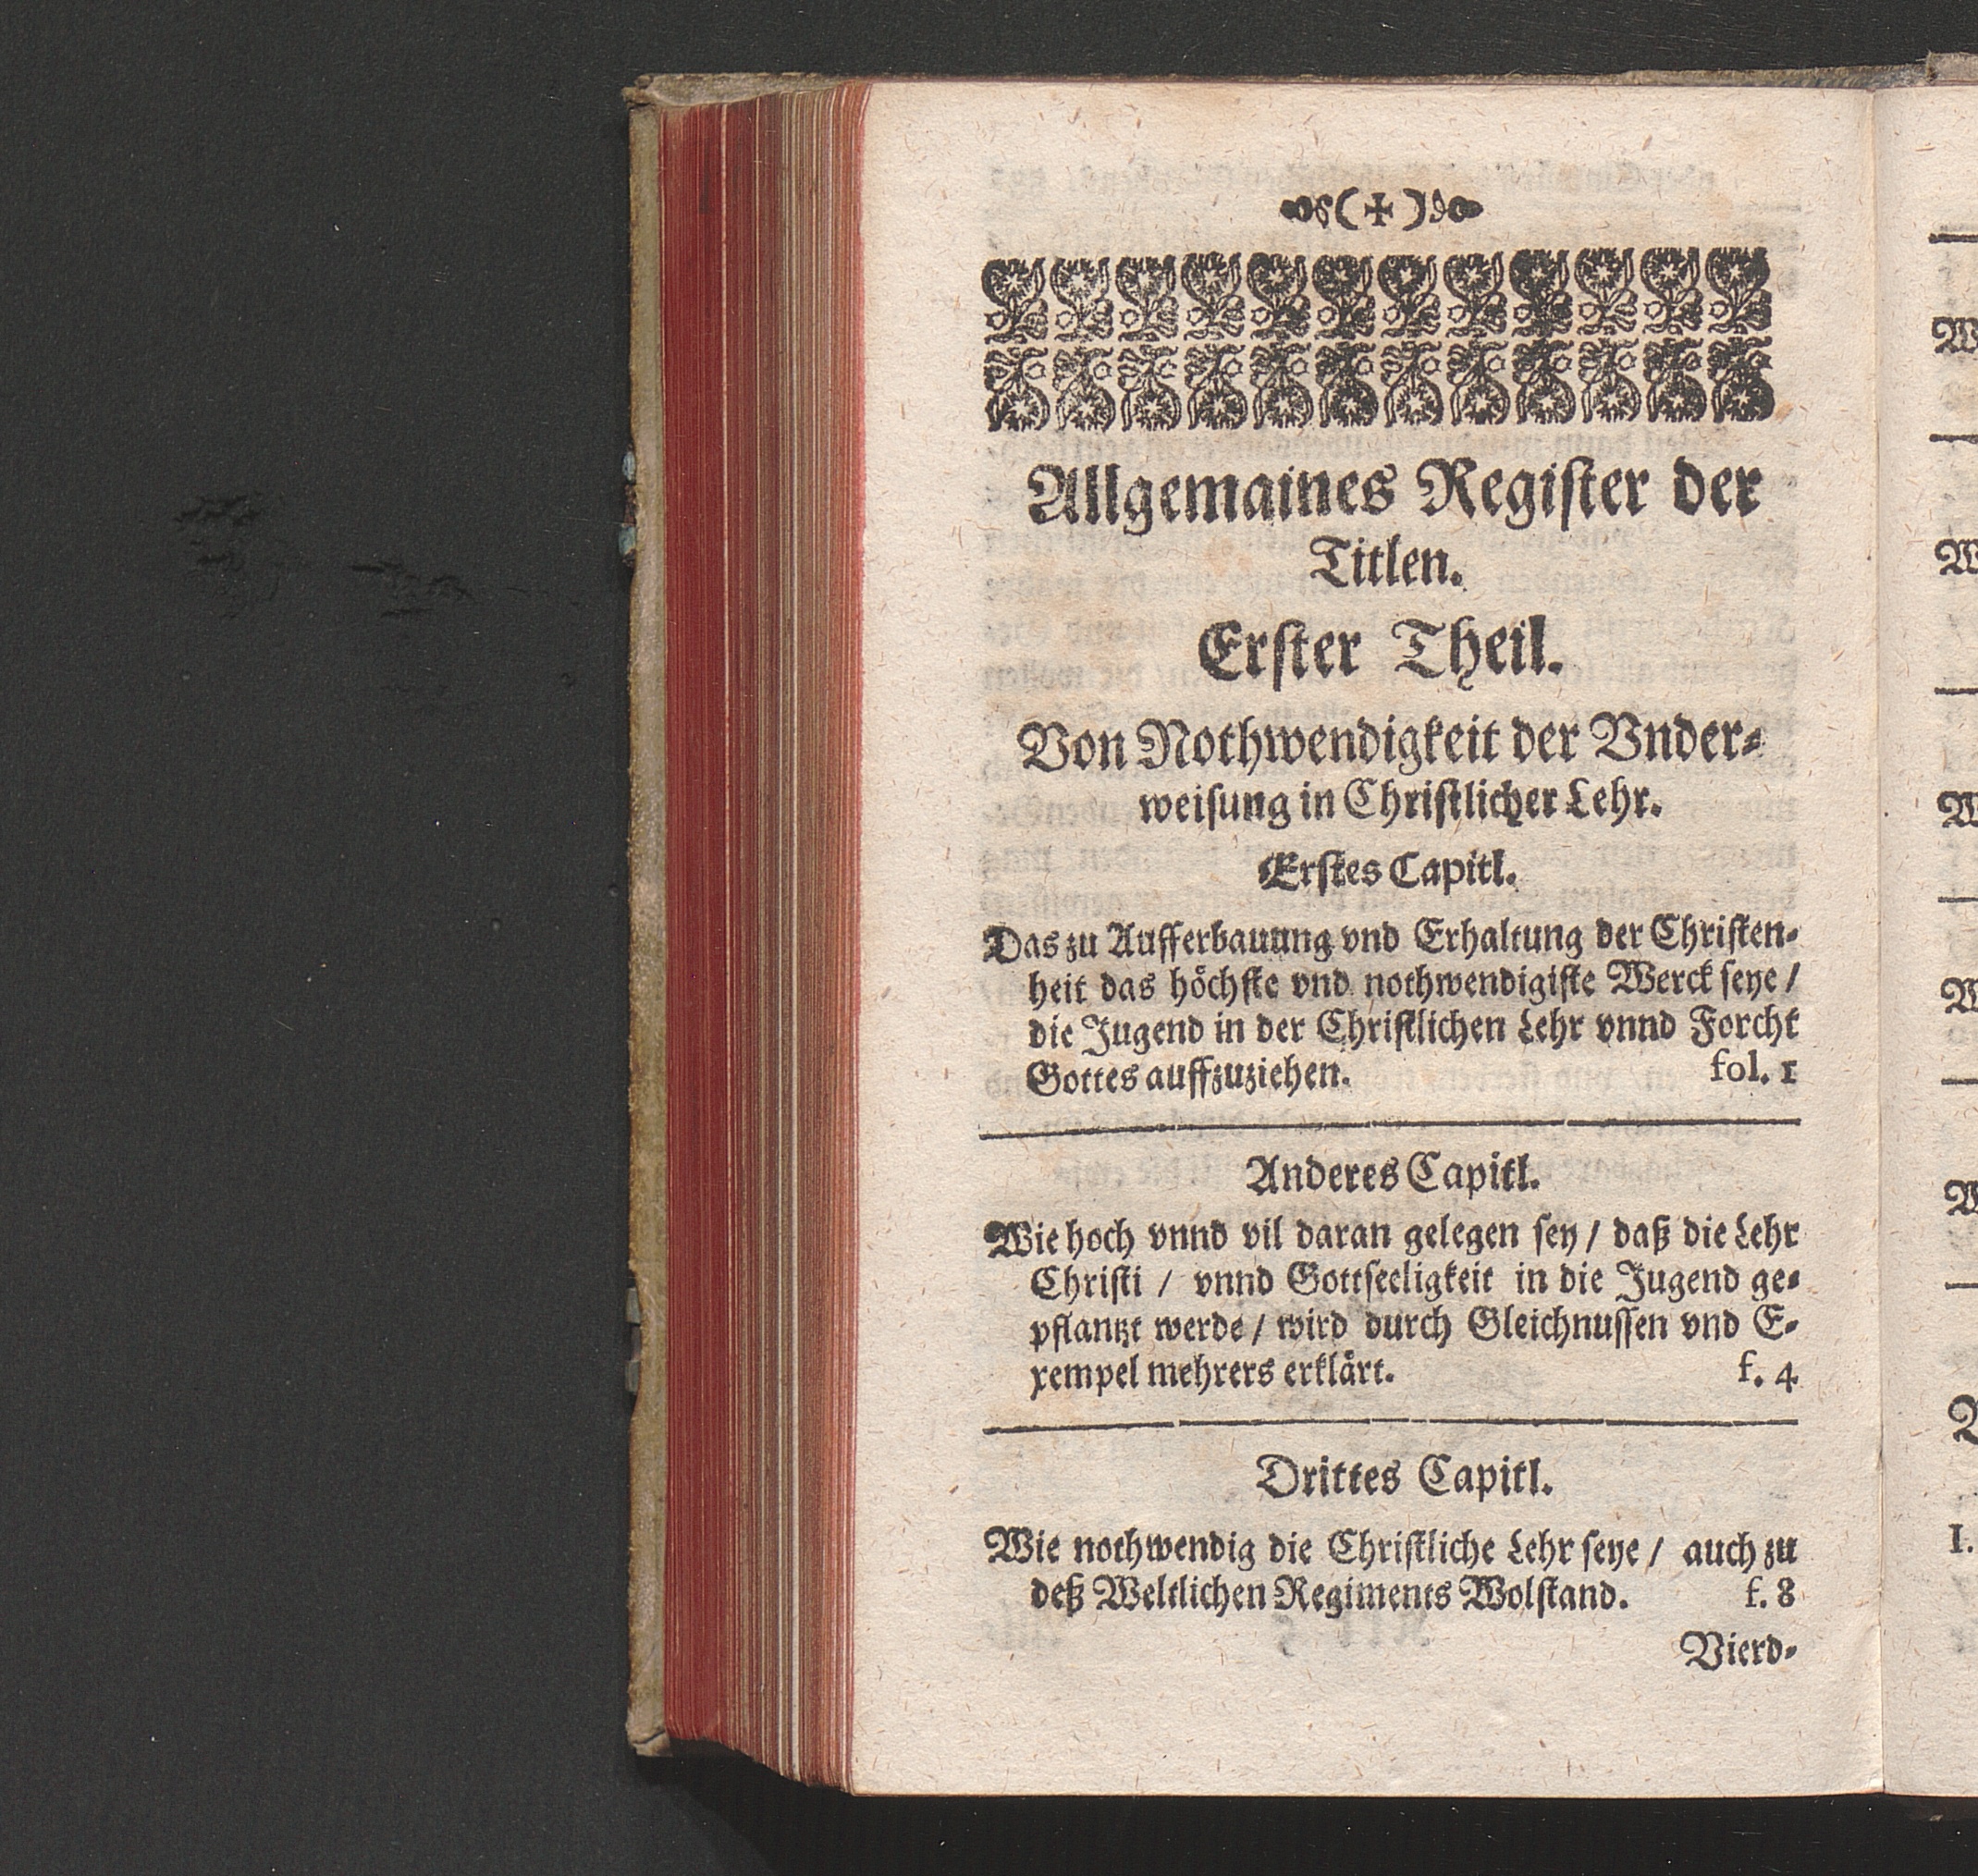 Allgemaines Regiſter der
Titlen.
Erſter Theil.
Von Nothwendigkeit der Vnder⸗
weiſung in Chriſtlicher Lehr.
Erſtes Capitl.
Das zu Aufferbauung vnd Erhaltung der Chriſten⸗
heit das höchſte vnd nothwendigiſte Werck ſeye /
die Jugend in der Chriſtlichen Lehr vnnd Forcht
Gottes auffzuziehen. fol. 1
Anderes Capitl.
Wie hoch vnnd vil daran gelegen ſey / daß die Lehr
Chriſti / vnnd Gottſeeligkeit in die Jugend ge⸗
pflantzt werde / wird durch Gleichnuſſen vnd E⸗
xempel mehrers erklärt. f. 4
Drittes Capitl.
Wie nothwendig die Chriſtliche Lehr ſeye / auch zu
deß Weltlichen Regiments Wolſtand. f. 8
Vierd⸗